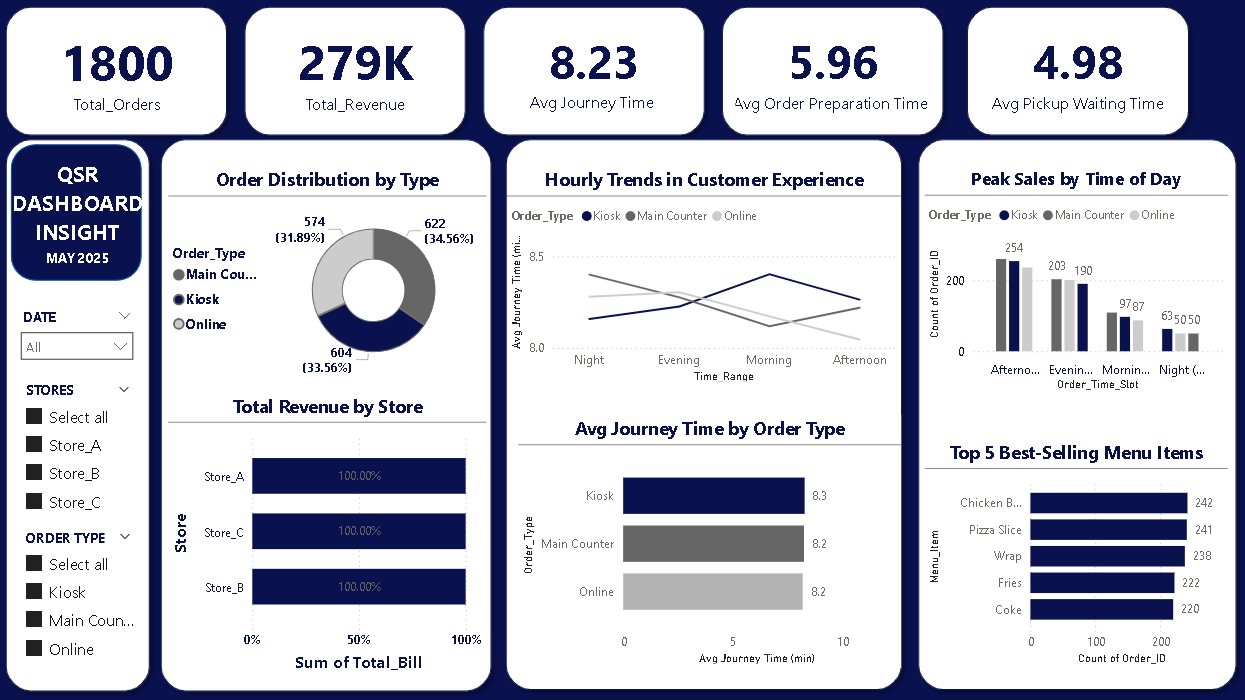 1800
Total_Orders
279K
Total_Revenue
8.23
Avg Journey Time
5.96
Avg Order Preparation Time
4.98
Avg Pickup Waiting Time
QSR
DASHBOARD
INSIGHT
MAY 2025
DATE
All
STORES
Select all
Store_A
Store_B
Store_C
ORDER TYPE
Select all
Kiosk
Main Coun...
Online
Order Distribution by Type
Order_Type
Main Cou...
Kiosk
Online
574
(31.89%)
622
(34.56%)
604
(33.56%)
Total Revenue by Store
Store
Store_A
100.00%
Store_C
100.00%
Store_B
100.00%
0% 50% 100%
Sum of Total_Bill
Hourly Trends in Customer Experience
Order_Type Kiosk Main Counter Online
Avg Journey Time (mi...
8.5
8.0
Night Evening Morning Afternoon
Time_Range
Avg Journey Time by Order Type
Order_Type
Kiosk 8.3
Main Counter 8.2
Online 8.2
0 5 10
Avg Journey Time (min)
Peak Sales by Time of Day
Order_Type Kiosk Main Counter Online
Count of Order_ID
200
0
254
203 190
97 87
63 50 50
Afterno... Evenin... Mornin... Night (...
Order_Time_Slot
Top 5 Best-Selling Menu Items
Menu_Item
Chicken B... 242
Pizza Slice 241
Wrap 238
Fries 222
Coke 220
0 100 200
Count of Order_ID